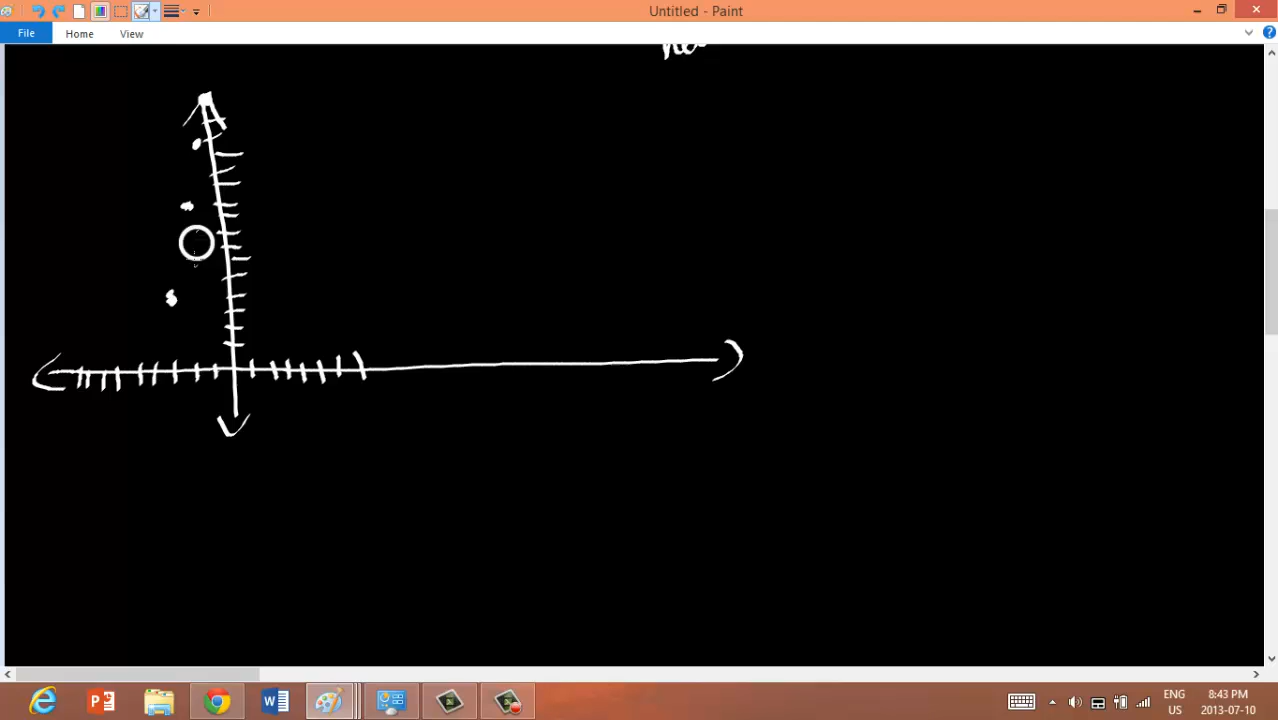 Untitled - Paint
File Home View
ENG 8:43 PM
US 2013-07-10